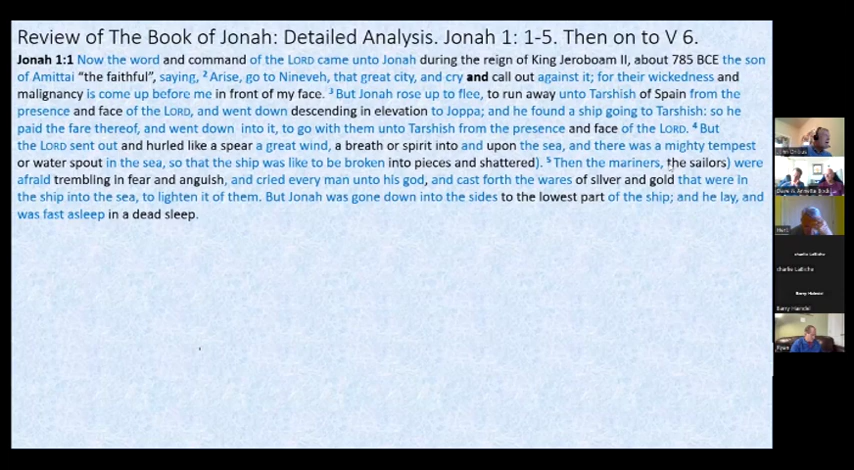 Review of The Book of Jonah: Detailed Analysis. Jonah 1: 1-5. Then on to V 6.
Jonah 1:1 Now the word and command of the LORD came unto Jonah during the reign of King Jeroboam II, about 785 BCE the son
of Amittai “the faithful”, saying, 2 Arise, go to Nineveh, that great city, and cry and call out against it; for their wickedness and
malignancy is come up before me in front of my face. 3 But Jonah rose up to flee, to run away unto Tarshish of Spain from the
presence and face of the LORD, and went down descending in elevation to Joppa; and he found a ship going to Tarshish: so he
paid the fare thereof, and went down into it, to go with them unto Tarshish from the presence and face of the LORD. 4 But
the LORD sent out and hurled like a spear a great wind, a breath or spirit into and upon the sea, and there was a mighty tempest
or water spout in the sea, so that the ship was like to be broken into pieces and shattered). 5 Then the mariners, the sailors) were
afraid trembling in fear and anguish, and cried every man unto his god, and cast forth the wares of silver and gold that were in
the ship into the sea, to lighten it of them. But Jonah was gone down into the sides to the lowest part of the ship; and he lay, and
was fast asleep in a dead sleep.
charlie LaBiche
charlie LaBiche
Barry Haindel
Barry Haindel
Ryan